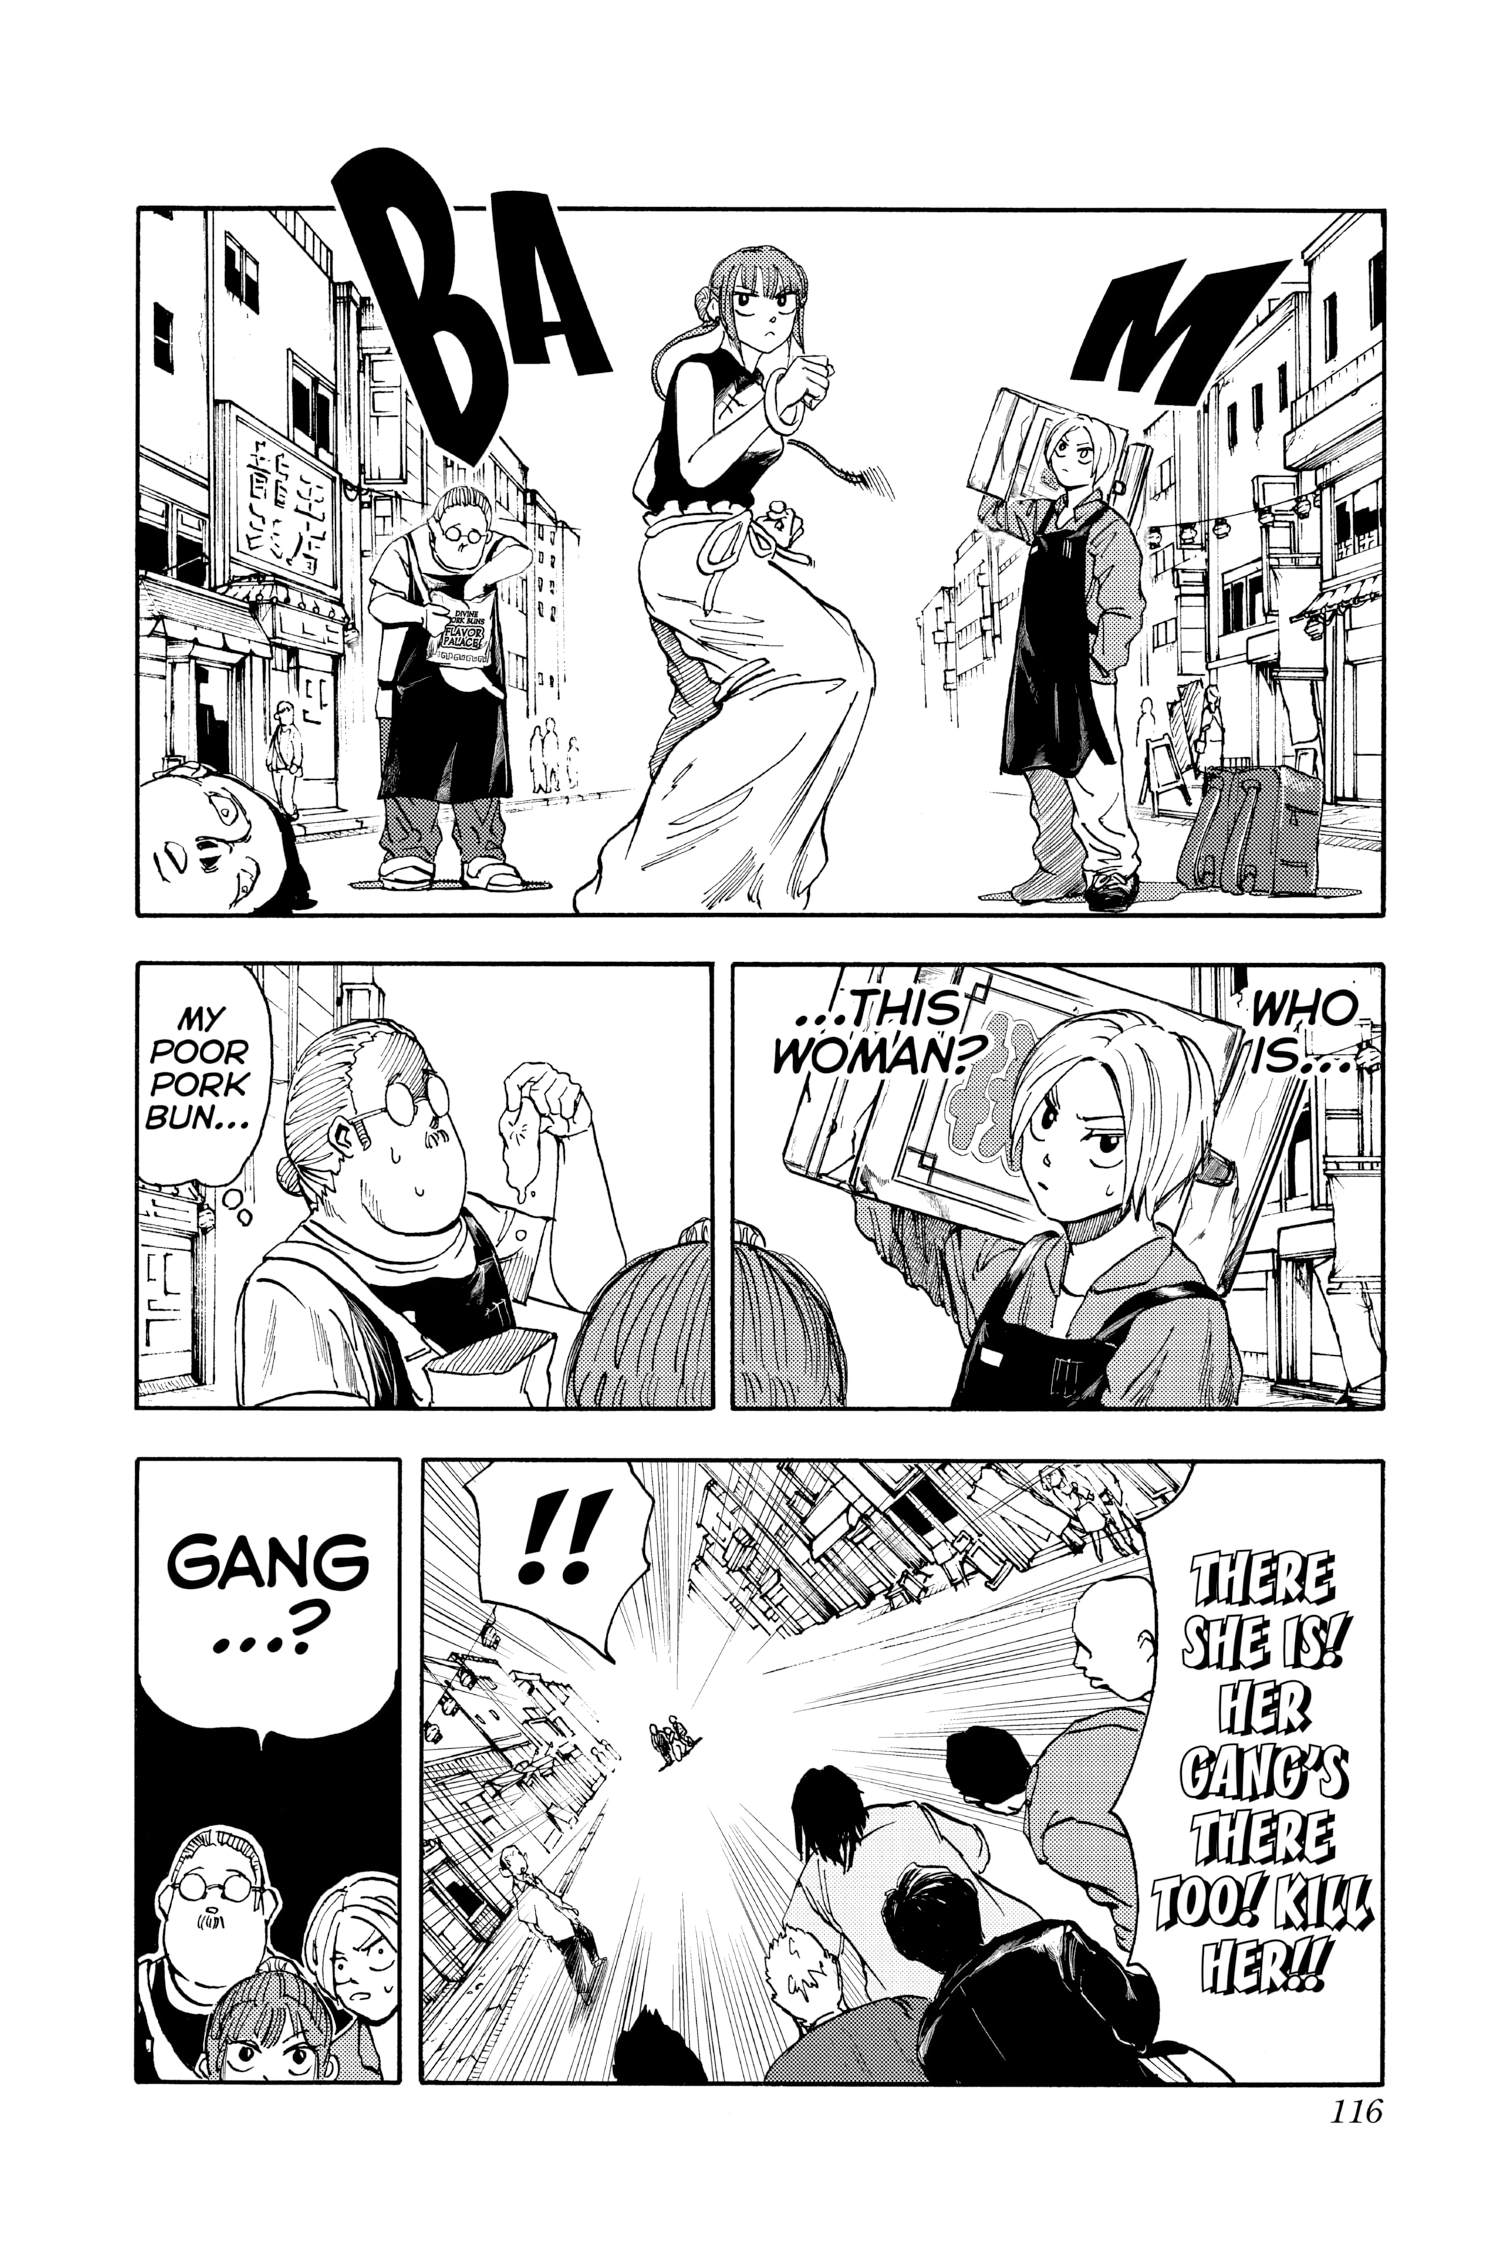 BAM
DIVINE
PORK BUNS
FLAVOR
PALACE
WHO
IS...
...THIS
WOMAN?
MY
POOR
PORK
BUN...
THERE
SHE IS!
HER
GANG'S
THERE
TOO! KILL
HER!!
!!
GANG
...?
116